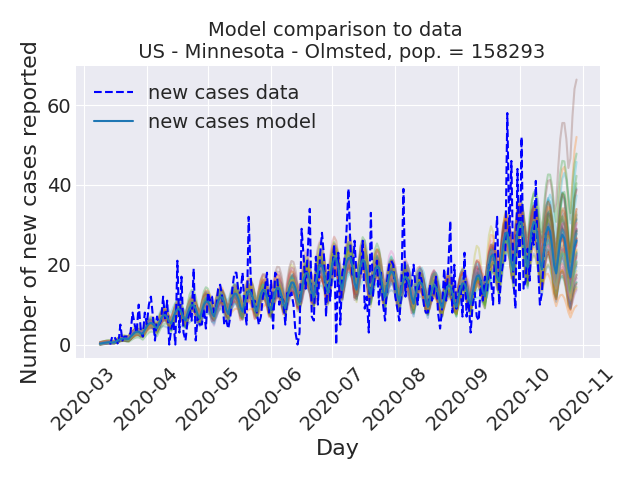 Model comparison to data
US - Minnesota - Olmsted, pop. = 158293
Number of new cases reported
60
40
20
0
new cases data
new cases model
2020-03
2020-04
2020-05
2020-06
2020-07
2020-08
2020-09
2020-10
2020-11
Day